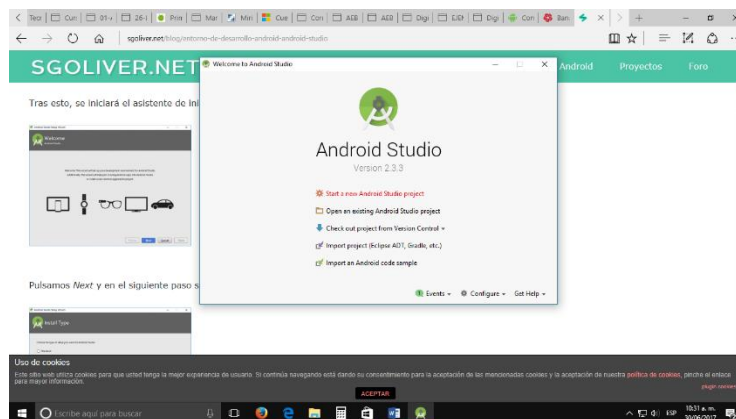 sgoliver.net/blog/entorno-de-desarrollo-android-android-studio
SGOLIVER.NET
Android
Proyectos
Foro
Tras esto, se iniciará el asistente de ini
Welcome
Pulsamos Next y en el siguiente paso s
Install Type
Welcome to Android Studio
Android Studio
Version 2.3.3
Start a new Android Studio project
Open an existing Android Studio project
Check out project from Version Control
Import project (Eclipse ADT, Gradle, etc.)
Import an Android code sample
Events
Configure
Get Help
Uso de cookies
Este sitio web utiliza cookies para que usted tenga la mejor experiencia de usuario. Si continúa navegando está dando su consentimiento para la aceptación de las mencionadas cookies y la aceptación de nuestra política de cookies, pinche el enlace
para mayor información.
plugin cookies
ACEPTAR
Escribe aquí para buscar
ESP
10:31 a. m.
30/06/2017